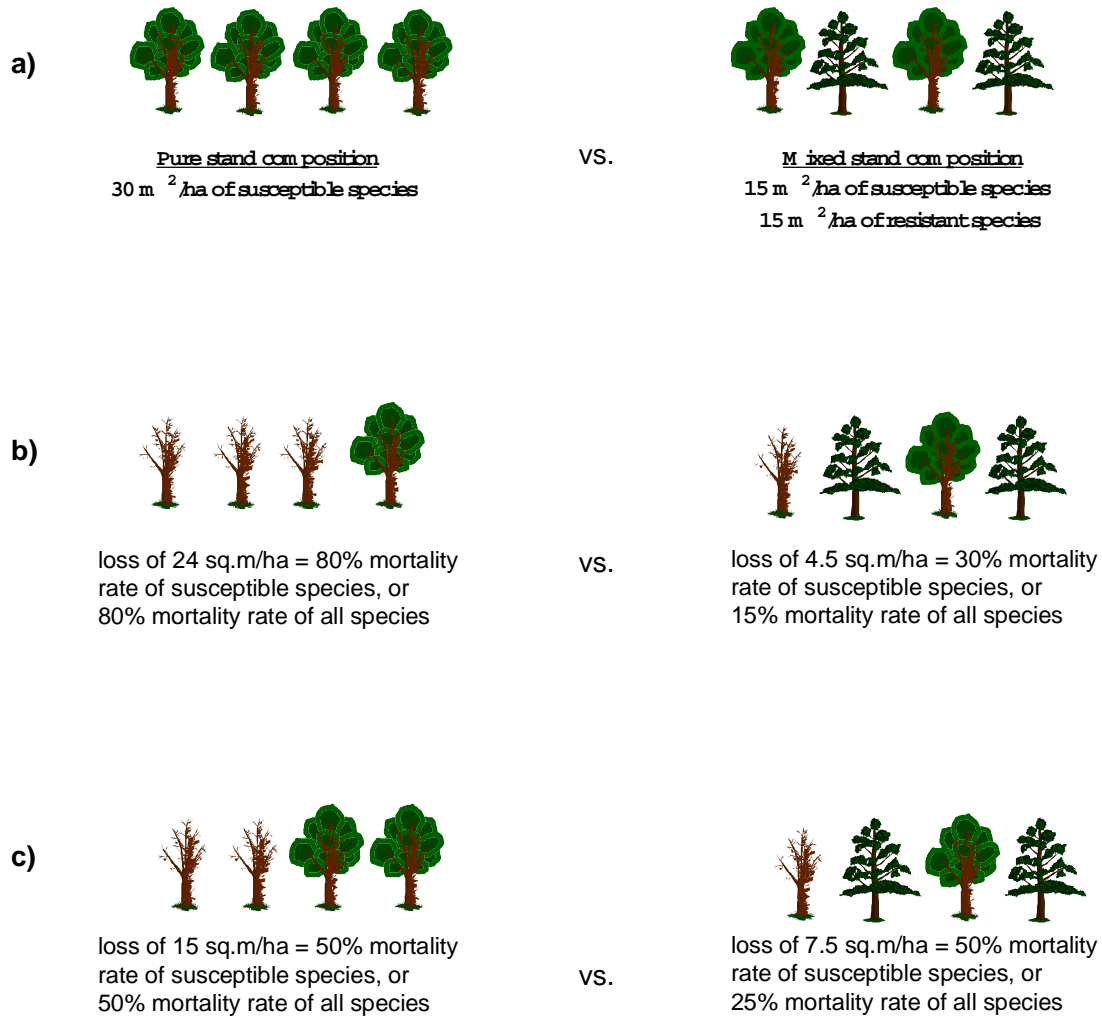 a)
Pure stand com position
30 m 2/ha of susceptible species
vs.
M ixed stand com position
15 m 2/ha of susceptible species
15 m 2/ha of resistant species
b)
loss of 24 sq.m/ha = 80% mortality
rate of susceptible species, or
80% mortality rate of all species
vs.
loss of 4.5 sq.m/ha = 30% mortality
rate of susceptible species, or
15% mortality rate of all species
c)
loss of 15 sq.m/ha = 50% mortality
rate of susceptible species, or
50% mortality rate of all species
vs.
loss of 7.5 sq.m/ha = 50% mortality
rate of susceptible species, or
25% mortality rate of all species